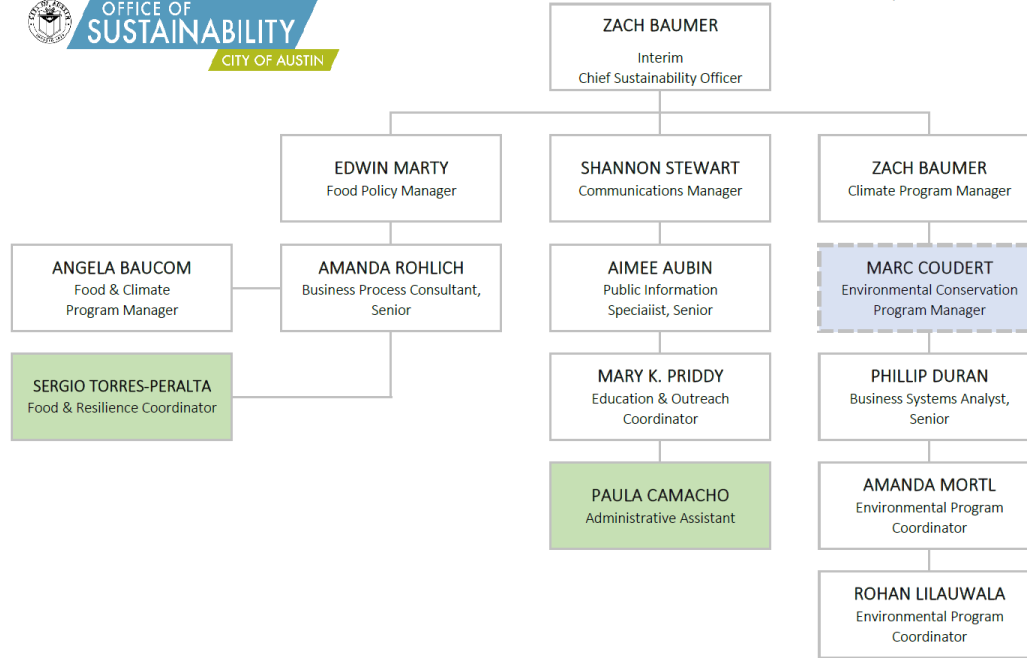 OFFICE OF
SUSTAINABILITY
CITY OF AUSTIN
ZACH BAUMER
Interim
Chief Sustainability Officer
EDWIN MARTY
Food Policy Manager
SHANNON STEWART
Communications Manager
ZACH BAUMER
Climate Program Manager
ANGELA BAUCOM
Food & Climate
Program Manager
AMANDA ROHLICH
Business Process Consultant,
Senior
AIMEE AUBIN
Public Information
Speciaiist, Senior
MARC COUDERT
Environmental Conservation
Program Manager
SERGIO TORRES-PERALTA
Food & Resilience Coordinator
MARY K. PRIDDY
Education & Outreach
Coordinator
PHILLIP DURAN
Business Systems Analyst,
Senior
PAULA CAMACHO
Administrative Assistant
AMANDA MORTL
Environmental Program
Coordinator
ROHAN LILAUWALA
Environmental Program
Coordinator